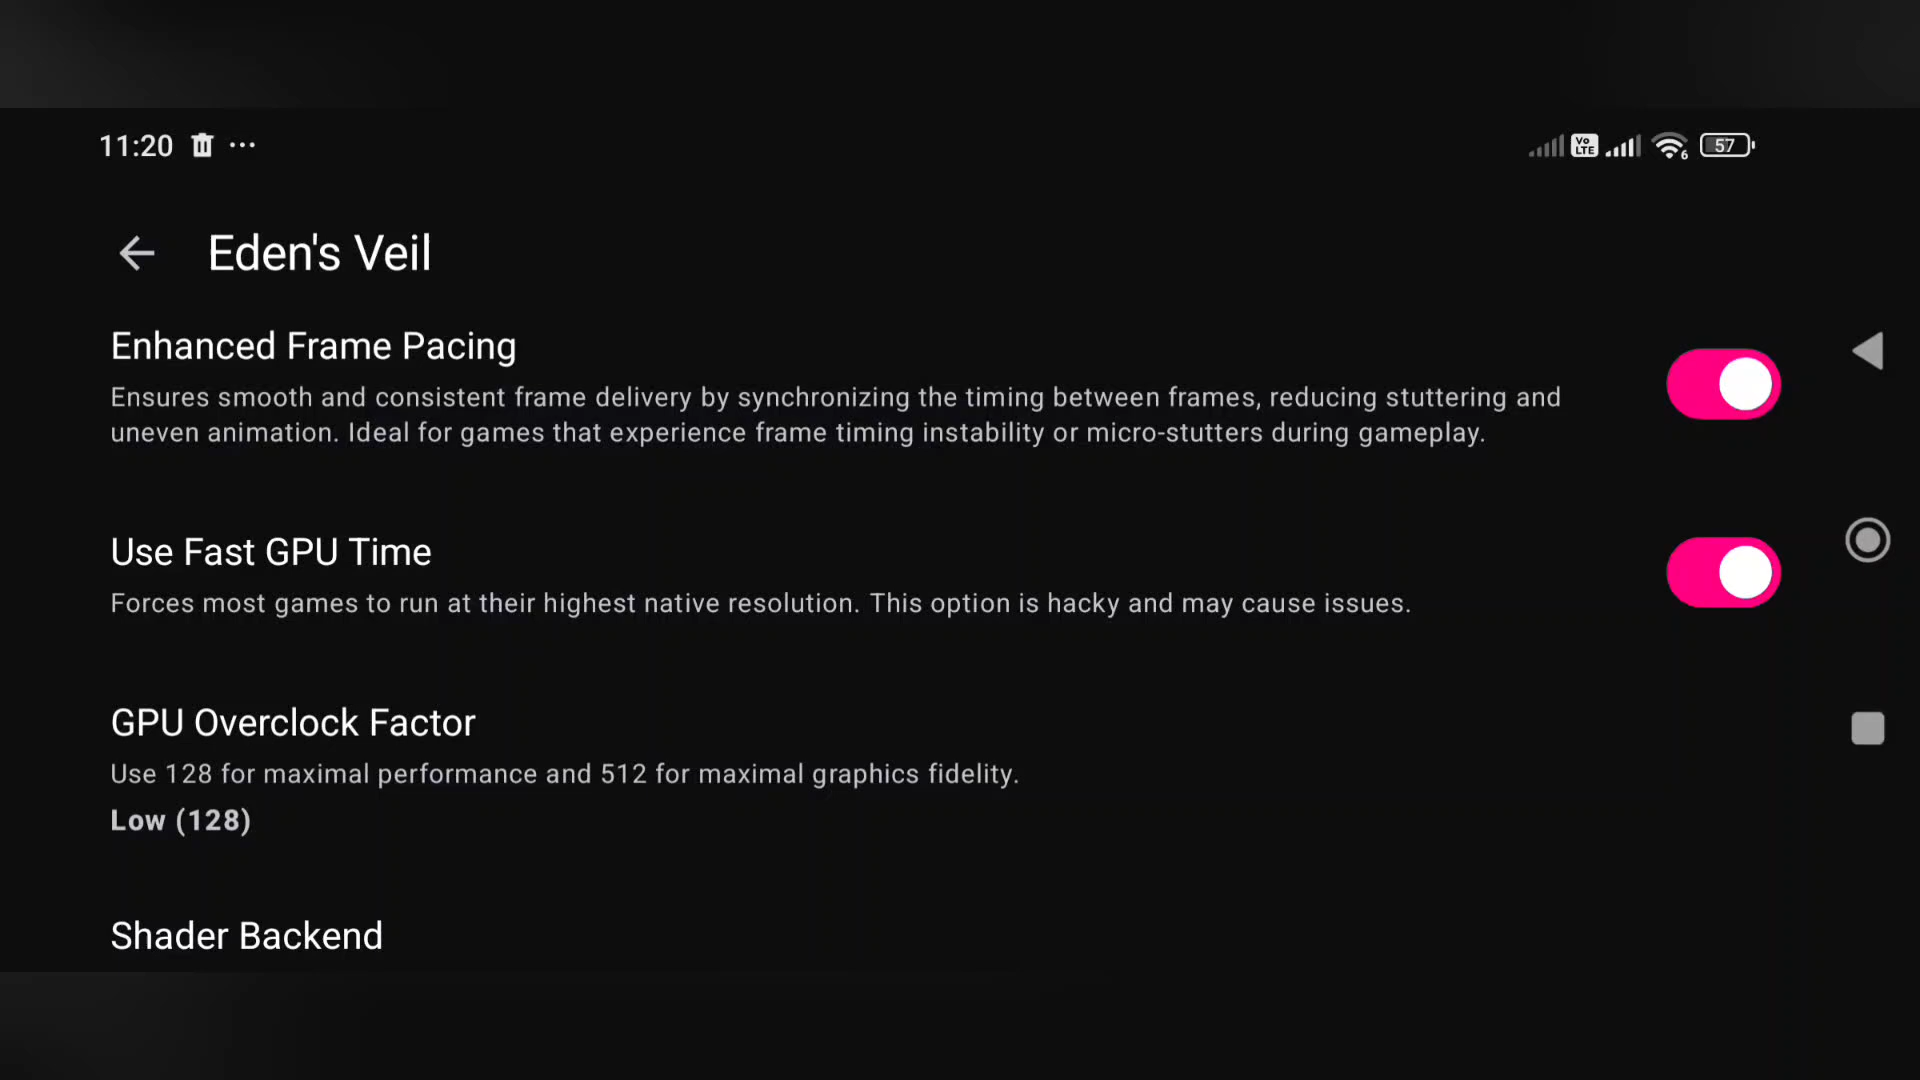 11:20 ...
Vo LTE 6 57
Eden's Veil
Enhanced Frame Pacing
Ensures smooth and consistent frame delivery by synchronizing the timing between frames, reducing stuttering and
uneven animation. Ideal for games that experience frame timing instability or micro-stutters during gameplay.
Use Fast GPU Time
Forces most games to run at their highest native resolution. This option is hacky and may cause issues.
GPU Overclock Factor
Use 128 for maximal performance and 512 for maximal graphics fidelity.
Low (128)
Shader Backend